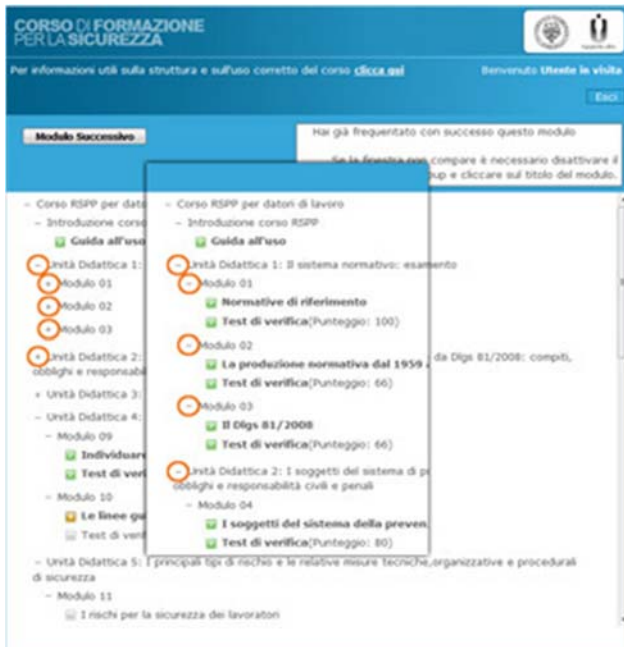 CORSO DI FORMAZIONE
PER LA SICUREZZA
Per informazioni utili sulla struttura e sull'uso corretto del corso clicca qui
Benvenuto Utente in visita
Esci
Modulo Successivo
Hai già frequentato con successo questo modulo
Se la finestra non compare è necessario disattivare il
up e cliccare sul titolo del modulo.
- Corso RSPP per dato
- Introduzione corso
Guida all'uso
- Unità Didattica 1:
+ Modulo 01
+ Modulo 02
+ Modulo 03
+ Unità Didattica 2:
obblighi e responsabil
+ Unità Didattica 3:
- Unità Didattica 4:
- Modulo 09
Individuare
Test di veri
- Modulo 10
Le linee gu
Test di verif
- Corso RSPP per datori di lavoro
- Introduzione corso RSPP
Guida all'uso
- Unità Didattica 1: Il sistema normativo: esamento
- Modulo 01
Normative di riferimento
Test di verifica(Punteggio: 100)
- Modulo 02
La produzione normativa dal 1959
Test di verifica(Punteggio: 66)
- Modulo 03
Il Dlgs 81/2008
Test di verifica(Punteggio: 66)
- Unità Didattica 2: I soggetti del sistema di pr
obblighi e responsabilità civili e penali
- Modulo 04
I soggetti del sistema della preven
Test di verifica(Punteggio: 80)
da Dlgs 81/2008: compiti,
- Unità Didattica 5: I principali tipi di rischio e le relative misure tecniche,organizzative e procedurali
di sicurezza
- Modulo 11
I rischi per la sicurezza dei lavoratori